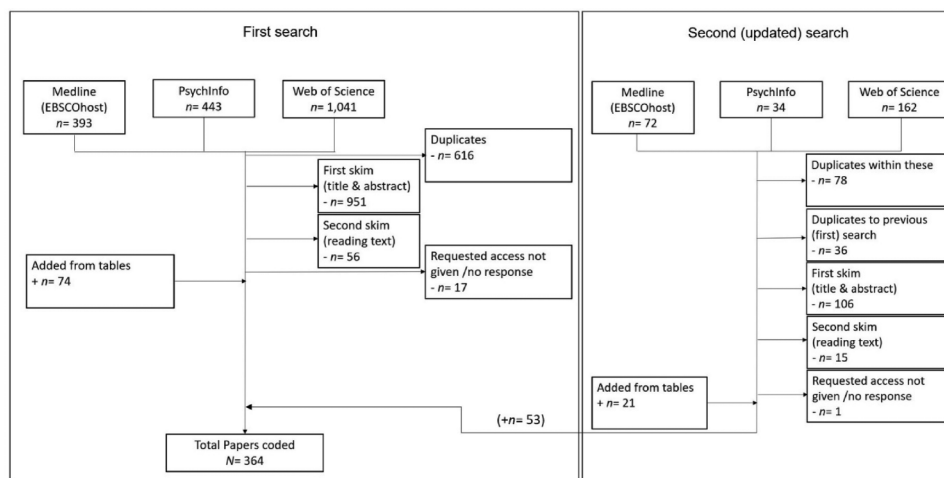 First search
Medline
(EBSCOhost)
n= 393
PsychInfo
n= 443
Web of Science
n= 1,041
Duplicates
- n= 616
First skim
(title & abstract)
- n= 951
Second skim
(reading text)
- n= 56
Added from tables
+ n= 74
Requested access not
given /no response
- n= 17
(+n= 53)
Total Papers coded
N= 364
Second (updated) search
Medline
(EBSCOhost)
n= 72
PsychInfo
n= 34
Web of Science
n= 162
Duplicates within these
- n= 78
Duplicates to previous
(first) search
- n= 36
First skim
(title & abstract)
- n= 106
Second skim
(reading text)
- n= 15
Added from tables
+ n= 21
Requested access not
given /no response
- n= 1